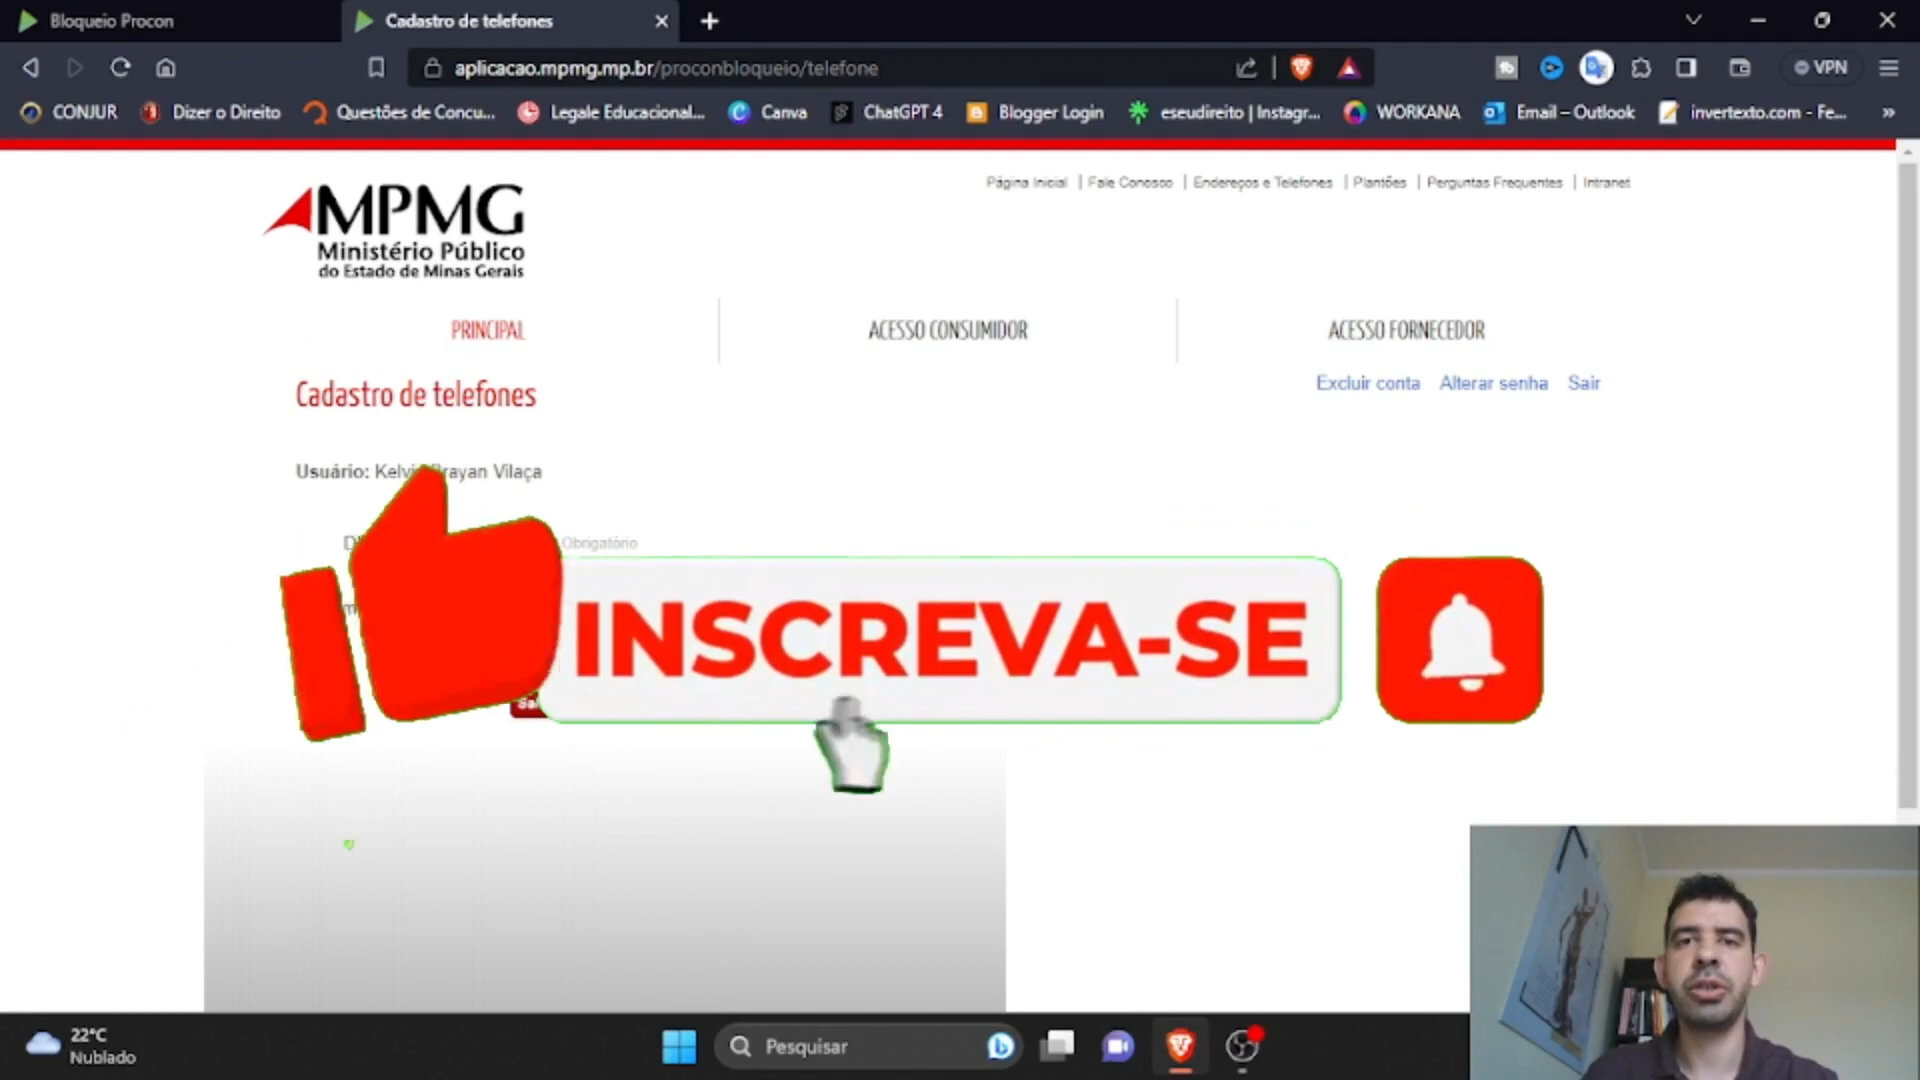 Bloqueio Procon
Cadastro de telefones
aplicacao.mpmg.mp.br/proconbloqueio/telefone
VPN
CONJUR
Dizer o Direito
Questões de Concu...
Legale Educacional...
Canva
ChatGPT 4
Blogger Login
eseudireito | Instagr...
WORKANA
Email – Outlook
invertexto.com - Fe...
»
Página Inicial | Fale Conosco | Endereços e Telefones | Plantões | Perguntas Frequentes | Intranet
MPMG
Ministério Público
do Estado de Minas Gerais
PRINCIPAL
ACESSO CONSUMIDOR
ACESSO FORNECEDOR
Cadastro de telefones
Excluir conta Alterar senha Sair
Usuário: Brayan Vilaça
Obrigatório
INSCREVA-SE
22°C
Nublado
Pesquisar